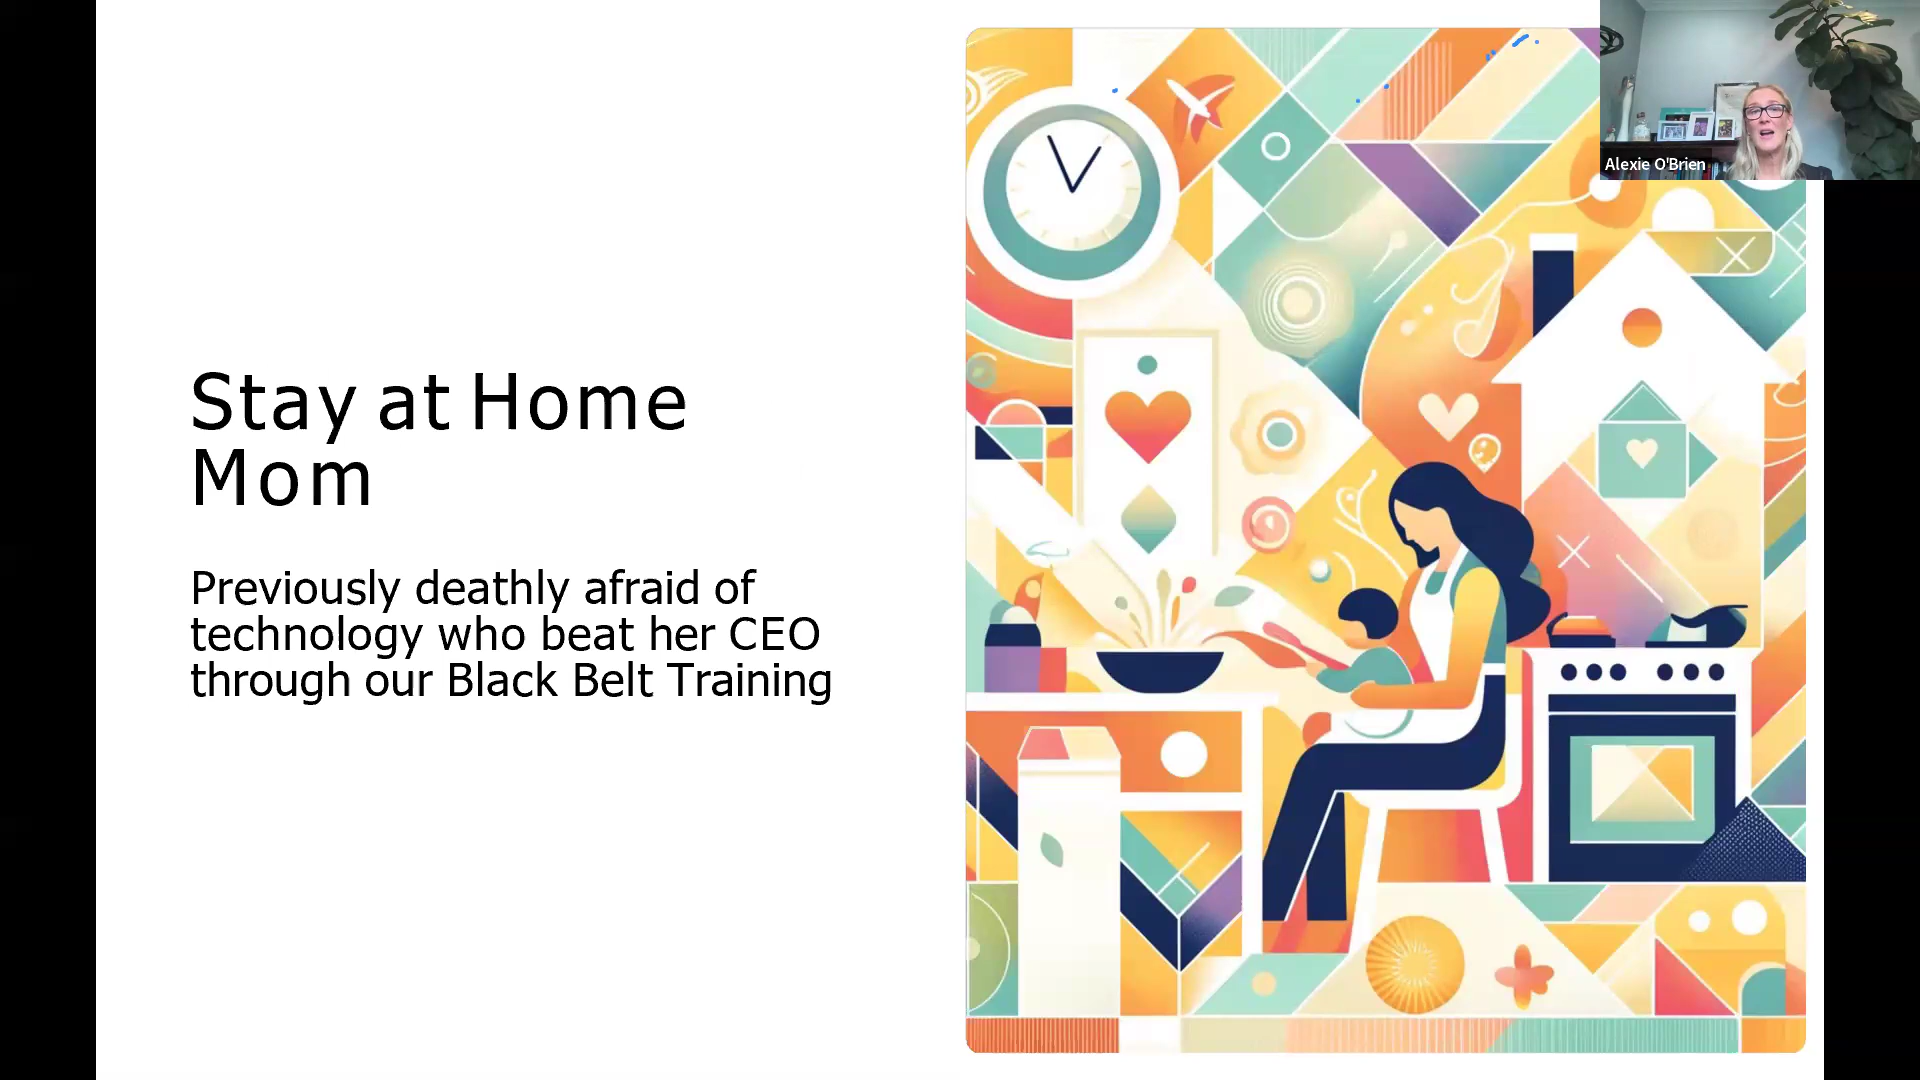 Alexie O'Brien
Stay at Home
Mom
Previously deathly afraid of
technology who beat her CEO
through our Black Belt Training